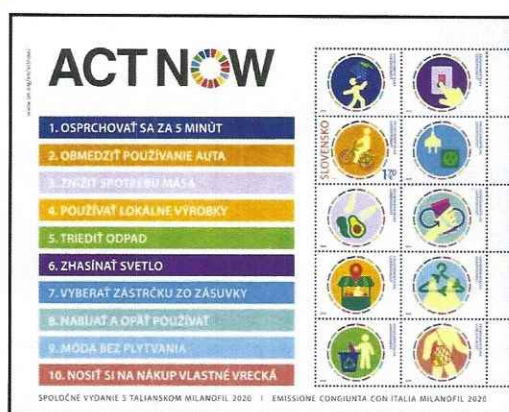 ACT NOW
1. OSPRCHOVAŤ SA ZA 5 MINÚT
2. OBMEDZIŤ POUŽÍVANIE AUTA
3. ZNÍŽIŤ SPOTREBU MÄSA
4. POUŽÍVAŤ LOKÁLNE VÝROBKY
5. TRIEDIŤ ODPAD
6. ZHASÍNAŤ SVETLO
7. VYBERAŤ ZÁSTRČKU ZO ZÁSUVKY
8. NABÍJAŤ A OPÄŤ POUŽÍVAŤ
9. MÓDA BEZ PLYTVANIA
10. NOSIŤ SI NA NÁKUP VLASTNÉ VRECKÁ
SLOVENSKO
SPOLOČNÉ VYDANIE S TALIANSKOM MILANOFIL 2020 | EMISSIONE CONGIUNTA CON ITALIA MILANOFIL 2020